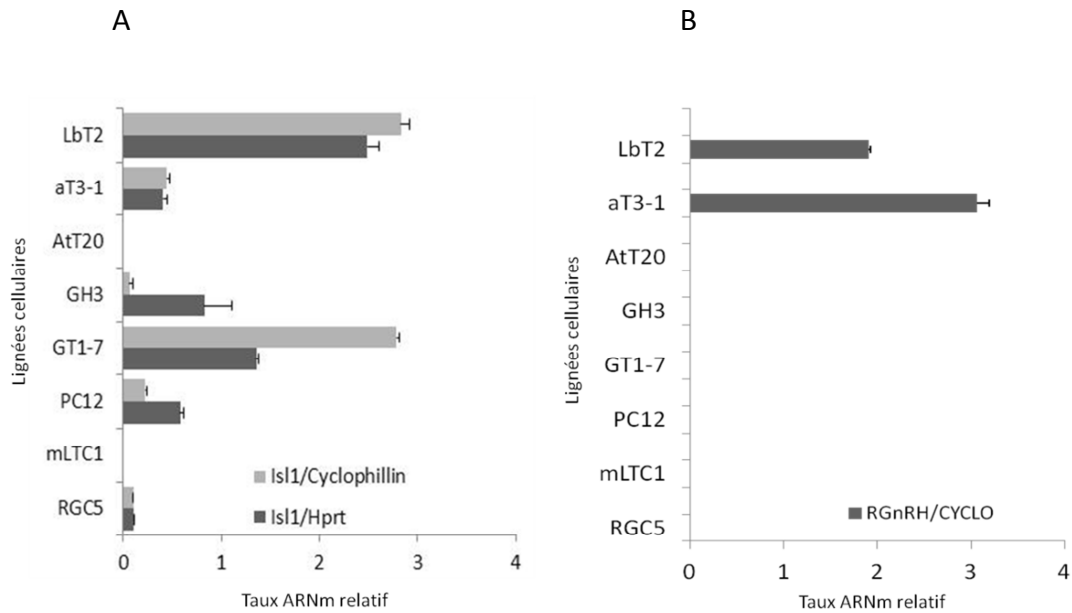 A
LbT2
aT3-1
AtT20
GH3
GT1-7
PC12
mLTC1
RGC5
Lignées cellulaires
Isl1/Cyclophillin
Isl1/Hprt
0 1 2 3 4
Taux ARNm relatif
B
LbT2
aT3-1
AtT20
GH3
GT1-7
PC12
mLTC1
RGC5
Lignées cellulaires
RGnRH/CYCLO
0 1 2 3 4
Taux ARNm relatif